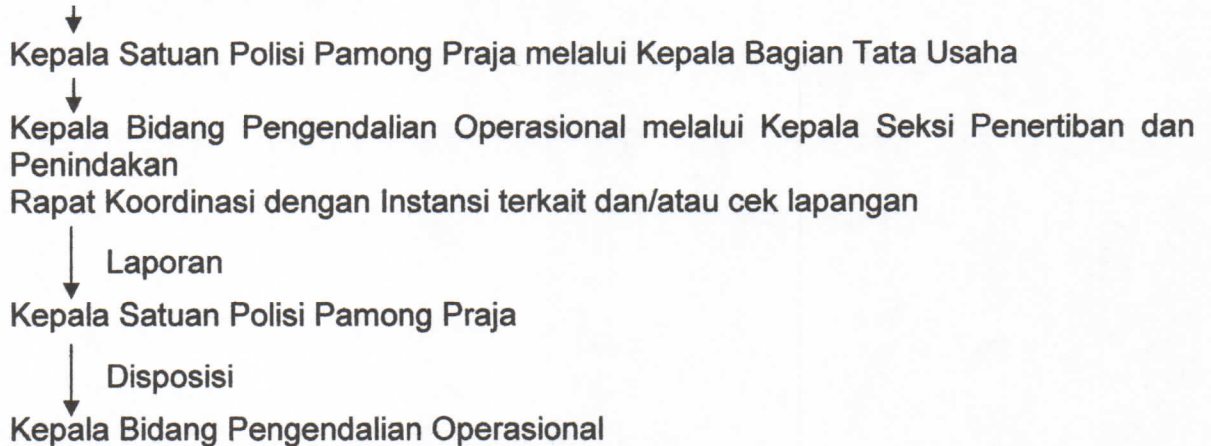 Kepala Satuan Polisi Pamong Praja melalui Kepala Bagian Tata Usaha
Kepala Bidang Pengendalian Operasional melalui Kepala Seksi Penertiban dan
Penindakan
Rapat Koordinasi dengan Instansi terkait dan/atau cek lapangan
Laporan
Kepala Satuan Polisi Pamong Praja
Disposisi
Kepala Bidang Pengendalian Operasional